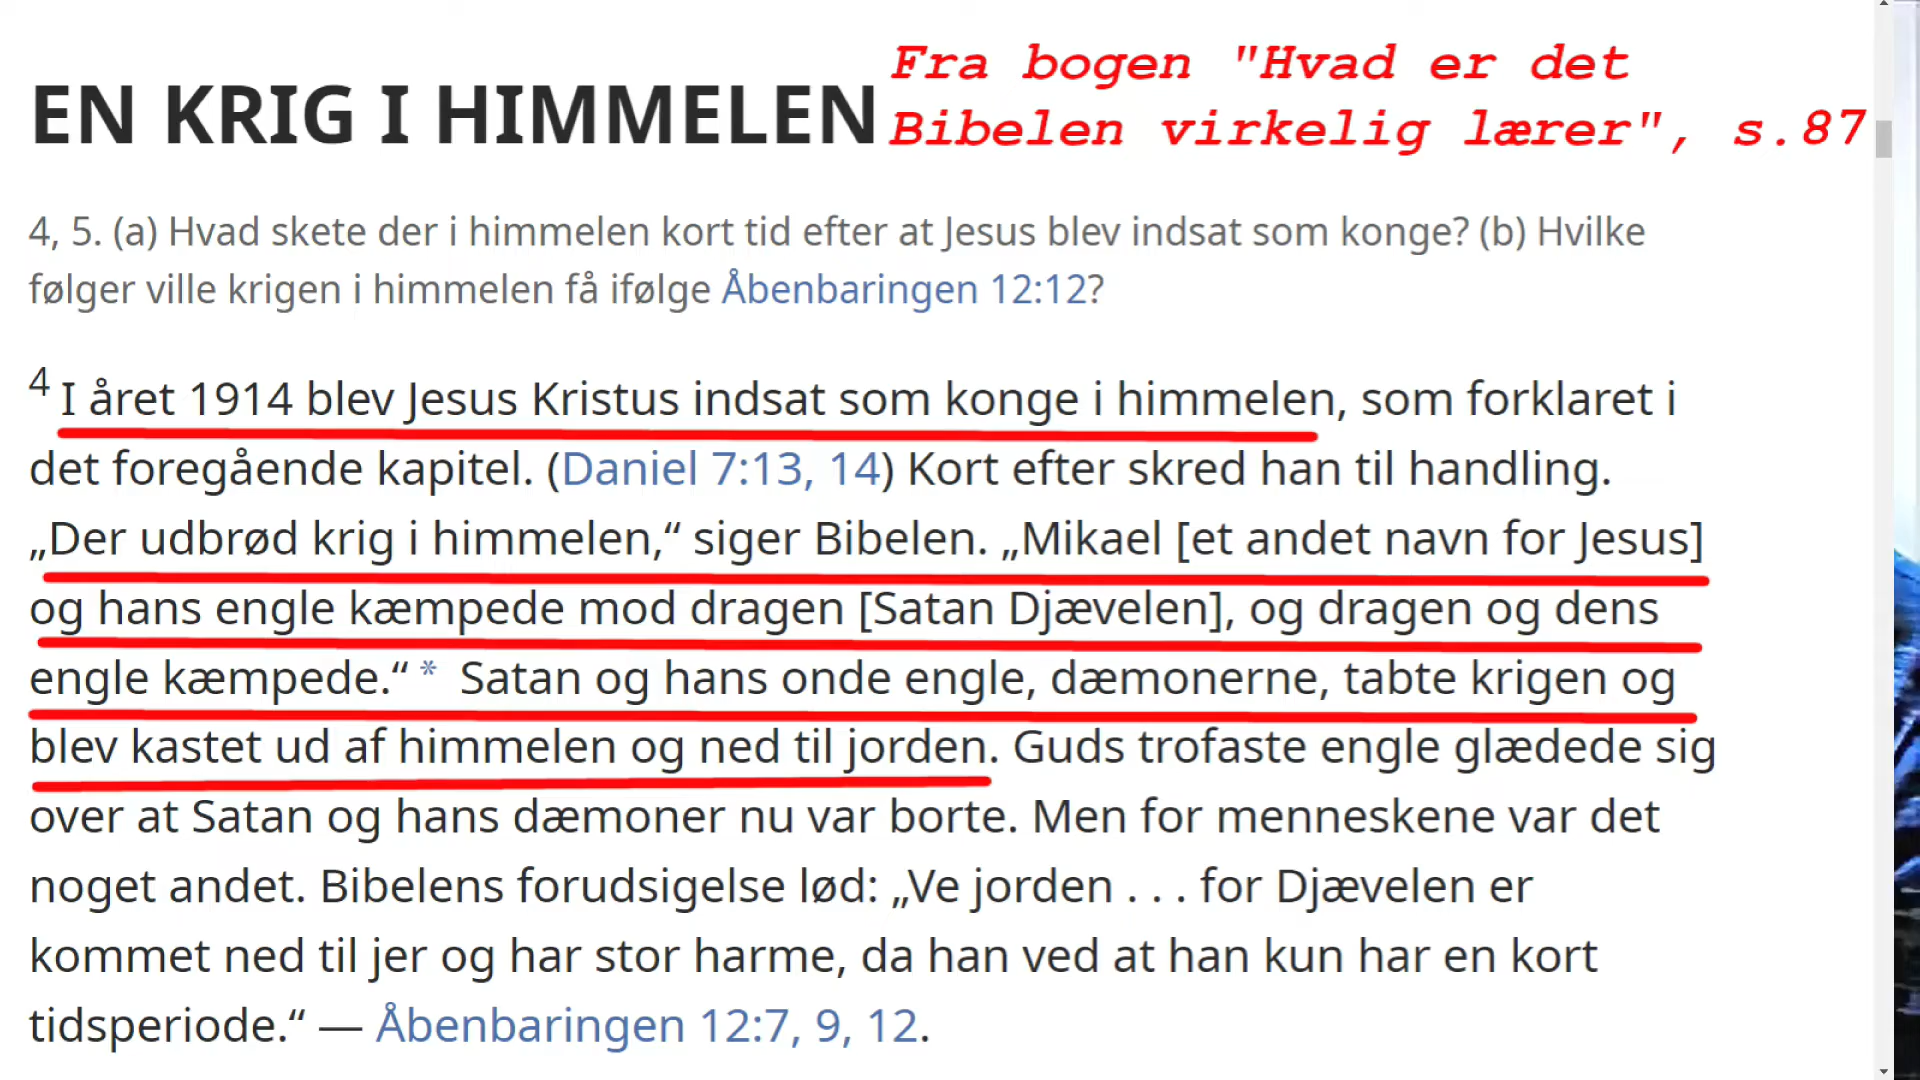 EN KRIG I HIMMELEN
Fra bogen "Hvad er det
Bibelen virkelig lærer", s.87
4, 5. (a) Hvad skete der i himmelen kort tid efter at Jesus blev indsat som konge? (b) Hvilke
følger ville krigen i himmelen få ifølge Åbenbaringen 12:12?
4 I året 1914 blev Jesus Kristus indsat som konge i himmelen, som forklaret i
det foregående kapitel. (Daniel 7:13, 14) Kort efter skred han til handling.
„Der udbrød krig i himmelen,“ siger Bibelen. „Mikael [et andet navn for Jesus]
og hans engle kæmpede mod dragen [Satan Djævelen], og dragen og dens
engle kæmpede.“ * Satan og hans onde engle, dæmonerne, tabte krigen og
blev kastet ud af himmelen og ned til jorden. Guds trofaste engle glædede sig
over at Satan og hans dæmoner nu var borte. Men for menneskene var det
noget andet. Bibelens forudsigelse lød: „Ve jorden . . . for Djævelen er
kommet ned til jer og har stor harme, da han ved at han kun har en kort
tidsperiode.“ — Åbenbaringen 12:7, 9, 12.